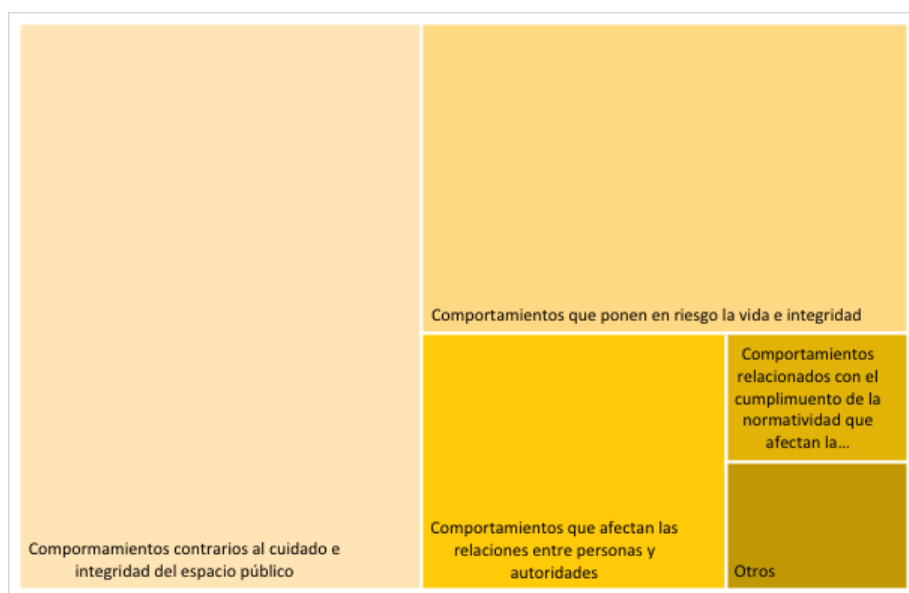 Compormamientos contrarios al cuidado e
integridad del espacio público
Comportamientos que ponen en riesgo la vida e integridad
Comportamientos que afectan las
relaciones entre personas y
autoridades
Comportamientos
relacionados con el
cumplimuento de la
normatividad que
afectan la...
Otros